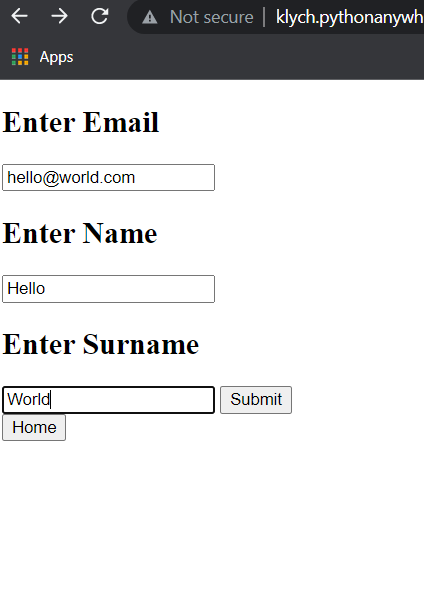 Not secure | klych.pythonanywh
Apps
Enter Email
hello@world.com
Enter Name
Hello
Enter Surname
World Submit
Home